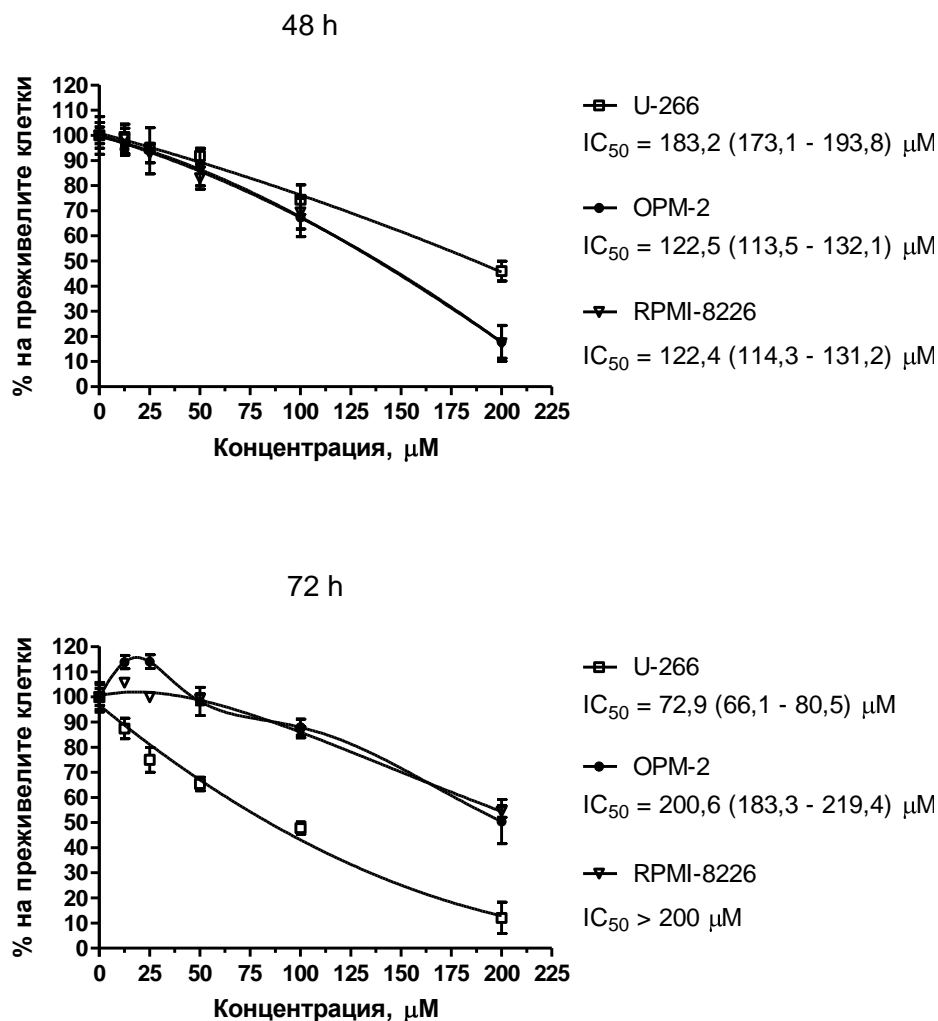 48 h
120
110
100
90
80
70
60
50
40
30
20
10
0
% на преживелите клетки
0 25 50 75 100 125 150 175 200 225
Концентрация, μM
U-266
IC50 = 183,2 (173,1 - 193,8) μM
OPM-2
IC50 = 122,5 (113,5 - 132,1) μM
RPMI-8226
IC50 = 122,4 (114,3 - 131,2) μM
72 h
120
110
100
90
80
70
60
50
40
30
20
10
0
% на преживелите клетки
0 25 50 75 100 125 150 175 200 225
Концентрация, μM
U-266
IC50 = 72,9 (66,1 - 80,5) μM
OPM-2
IC50 = 200,6 (183,3 - 219,4) μM
RPMI-8226
IC50 > 200 μM